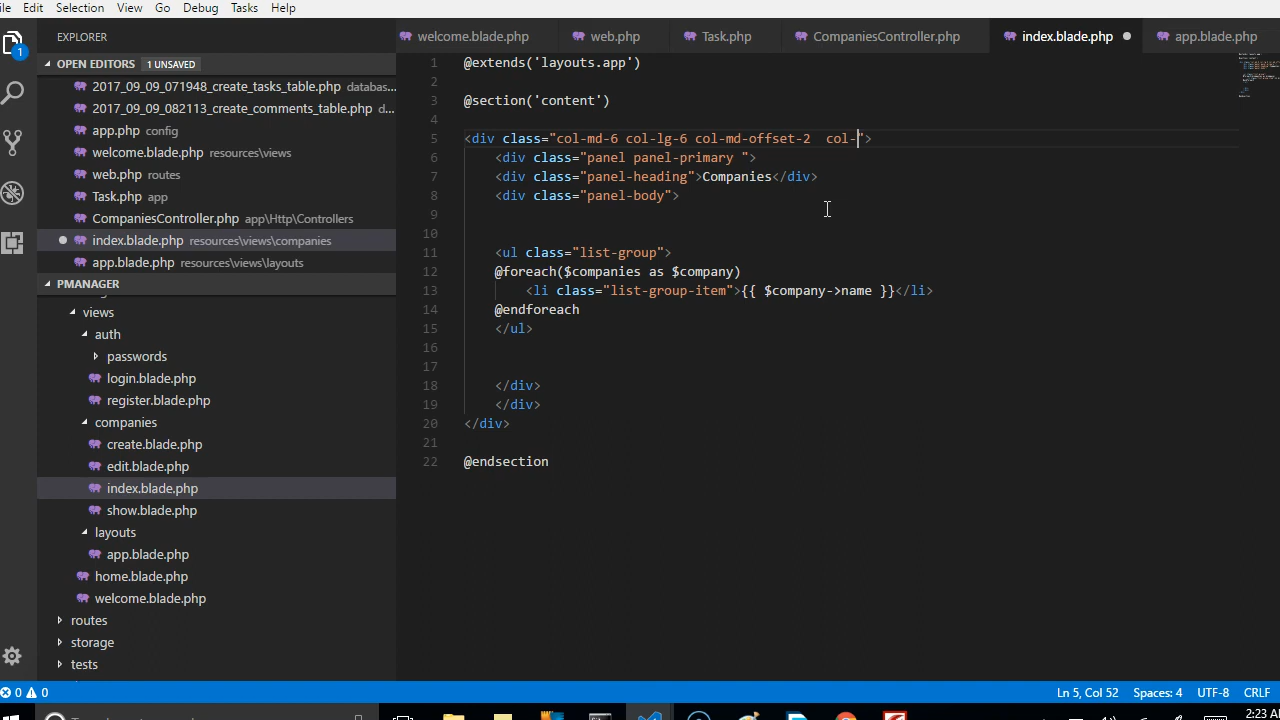 ile Edit Selection View Go Debug Tasks Help
EXPLORER
welcome.blade.php web.php Task.php CompaniesController.php index.blade.php app.blade.php
1
OPEN EDITORS 1 UNSAVED
2017_09_09_071948_create_tasks_table.php databas...
2017_09_09_082113_create_comments_table.php d...
app.php config
welcome.blade.php resources\views
web.php routes
Task.php app
CompaniesController.php app\Http\Controllers
index.blade.php resources\views\companies
app.blade.php resources\views\layouts
PMANAGER
views
auth
passwords
login.blade.php
register.blade.php
companies
create.blade.php
edit.blade.php
index.blade.php
show.blade.php
layouts
app.blade.php
home.blade.php
welcome.blade.php
routes
storage
tests
1 @extends('layouts.app')
2
3 @section('content')
4
5 <div class="col-md-6 col-lg-6 col-md-offset-2  col-">
6 <div class="panel panel-primary ">
7 <div class="panel-heading">Companies</div>
8 <div class="panel-body">
9
10
11 <ul class="list-group">
12 @foreach($companies as $company)
13 <li class="list-group-item">{{ $company->name }}</li>
14 @endforeach
15 </ul>
16
17
18 </div>
19 </div>
20 </div>
21
22 @endsection
0 0 Ln 5, Col 52 Spaces: 4 UTF-8 CRLF
2:23 A